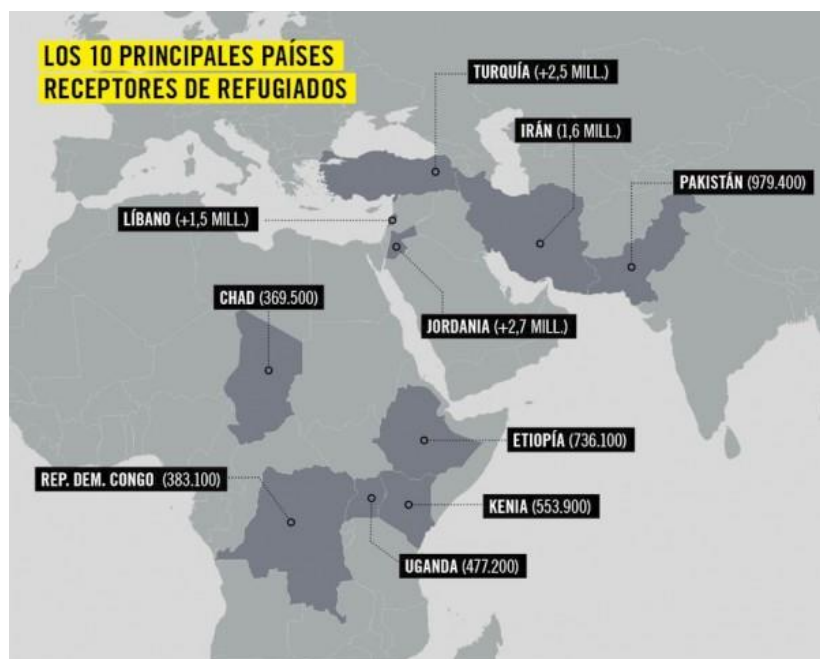 LOS 10 PRINCIPALES PAÍSES
RECEPTORES DE REFUGIADOS
TURQUÍA (+2,5 MILL.)
IRÁN (1,6 MILL.)
PAKISTÁN (979.400)
LÍBANO (+1,5 MILL.)
CHAD (369.500)
JORDANIA (+2,7 MILL.)
ETIOPÍA (736.100)
REP. DEM. CONGO (383.100)
KENIA (553.900)
UGANDA (477.200)